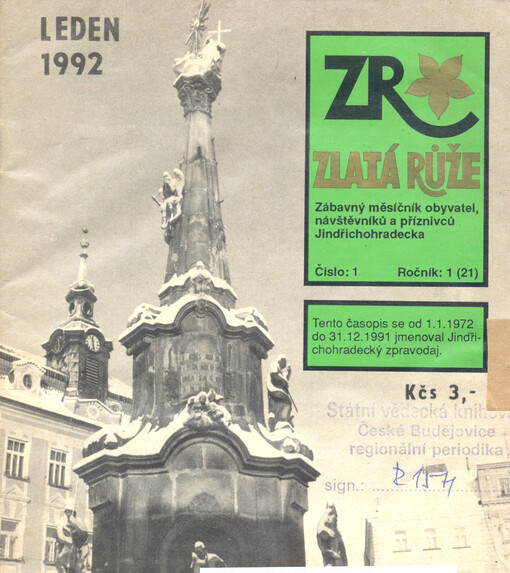 LEDEN
1992
ZR
ZLATÁ RŮŽE
Zábavný měsíčník obyvatel,
návštěvníků a příznivců
Jindřichohradecka
Číslo: 1 Ročník: 1 (21)
Tento časopis se od 1.1.1972
do 31.12.1991 jmenoval Jindři-
chohradecký zpravodaj.
Kčs 3,-
Státní vědecká
České Budějovice
regionální periodika
sign.: R 1571